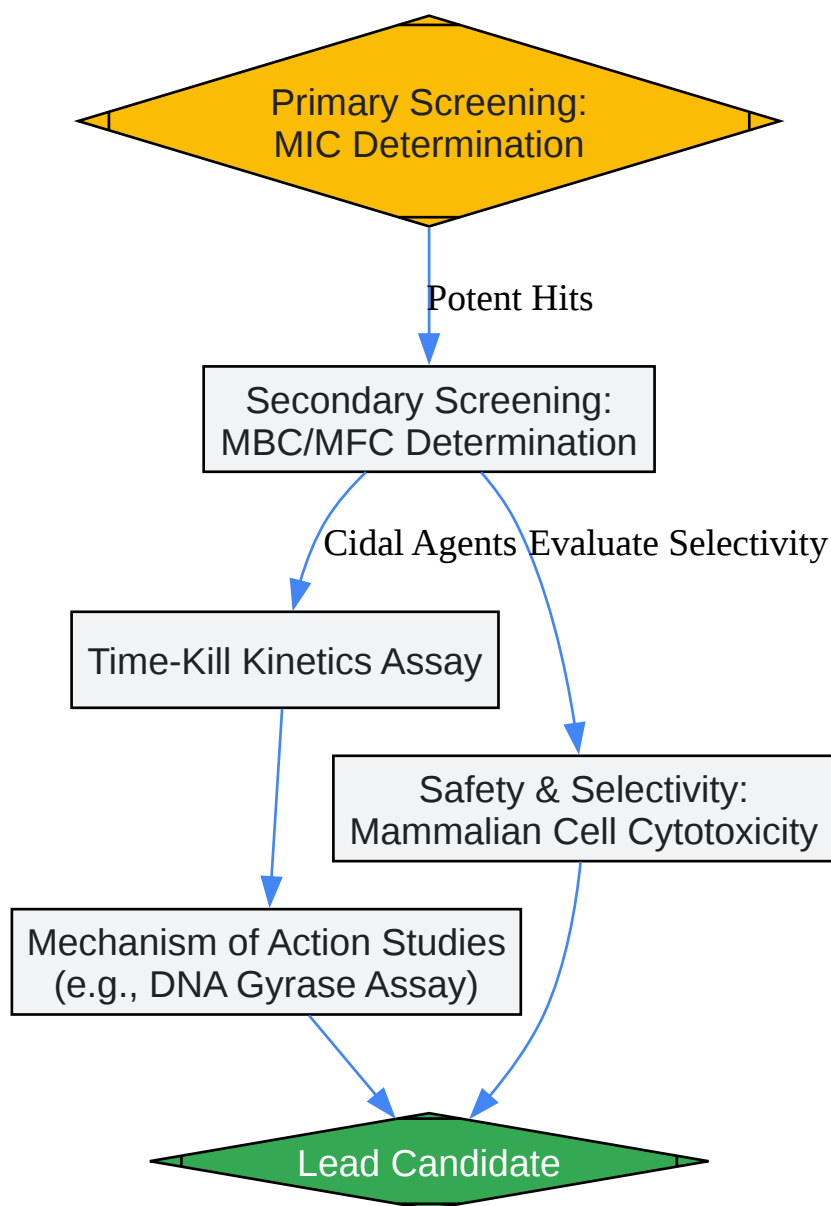 Primary Screening:
MIC Determination
Potent Hits
Secondary Screening:
MBC/MFC Determination
Cidal Agents
Evaluate Selectivity
Time-Kill Kinetics Assay
Safety & Selectivity:
Mammalian Cell Cytotoxicity
Mechanism of Action Studies
(e.g., DNA Gyrase Assay)
Lead Candidate